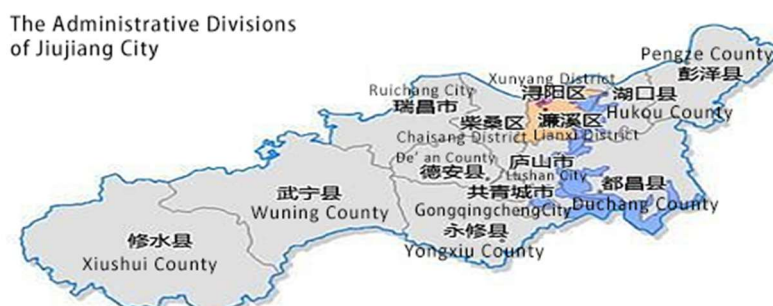 The Administrative Divisions
of Jiujiang City
Pengze County
彭泽县
Xunyang District
浔阳区
湖口县
Hukou County
Ruichang City
瑞昌市
柴桑区
Chaisang District
濂溪区
Lianxi District
De' an County
德安县
庐山市
Lushan City
共青城市
GongqingchengCity
都昌县
Duchang County
武宁县
Wuning County
永修县
Yongxiu County
修水县
Xiushui County